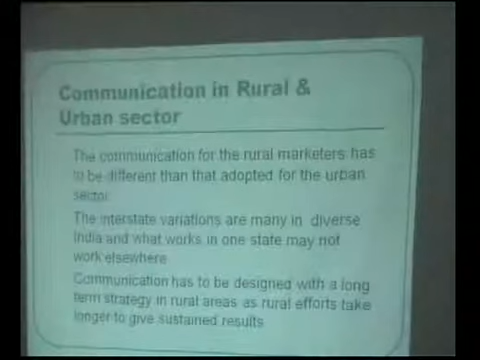 Communication in Rural &
Urban sector
The communication for the rural marketers has
to be different than that adopted for the urban
sector
The interstate variations are many in diverse
India and what works in one state may not
work elsewhere
Communication has to be designed with a long
term strategy in rural areas as rural efforts take
longer to give sustained results